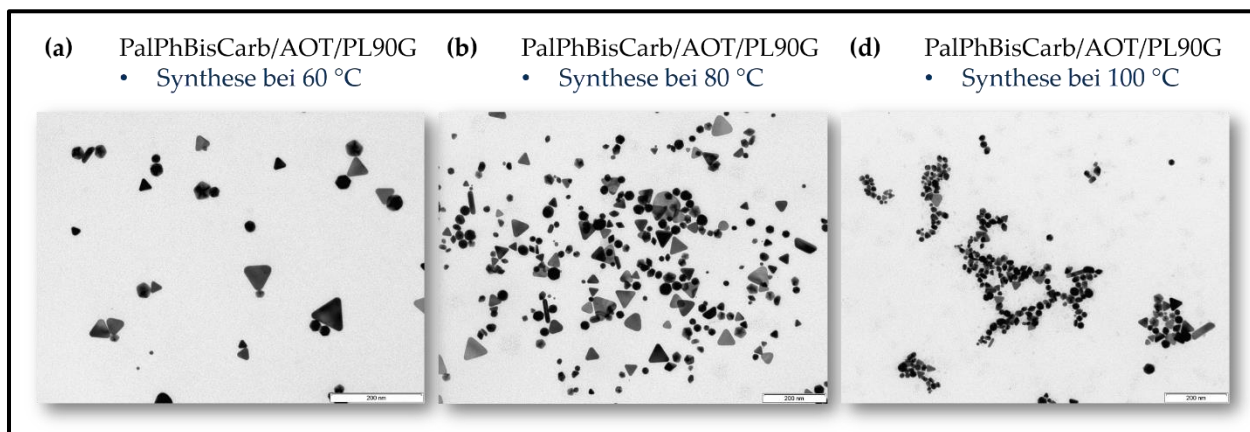 (a) PalPhBisCarb/AOT/PL90G
• Synthese bei 60 °C
(b) PalPhBisCarb/AOT/PL90G
• Synthese bei 80 °C
(d) PalPhBisCarb/AOT/PL90G
• Synthese bei 100 °C
200 nm
200 nm
200 nm